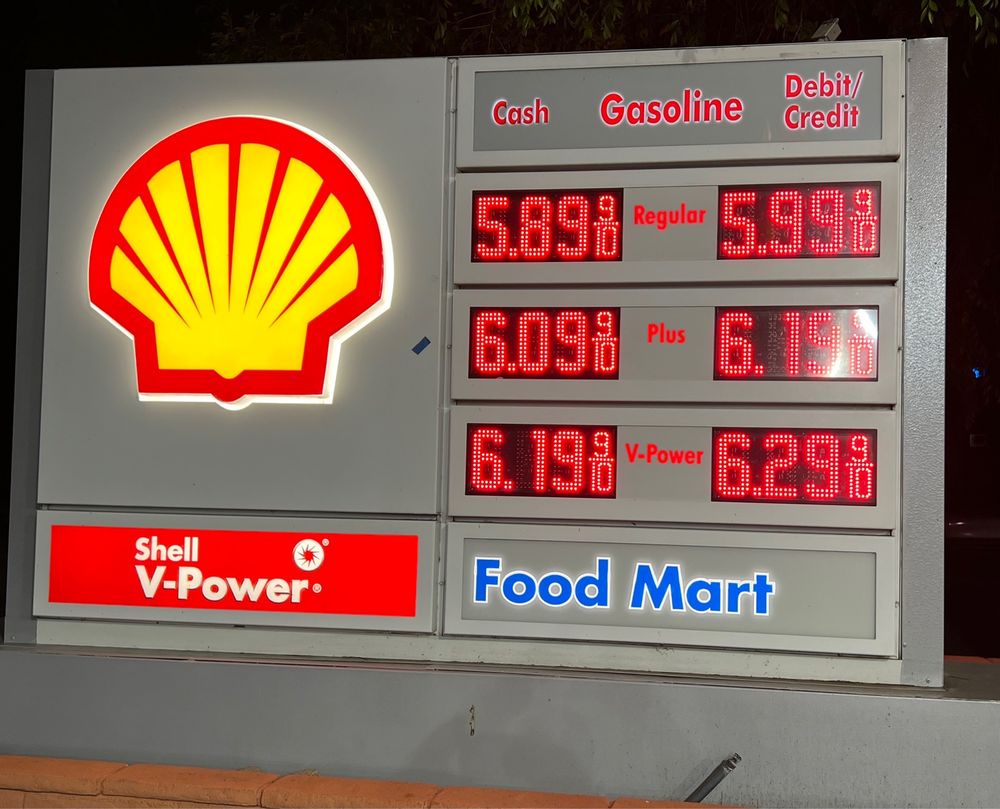 Cash Gasoline Debit/
Credit
5.89 9/10 Regular 5.99 9/10
6.09 9/10 Plus 6.19 9/10
6.19 9/10 V-Power 6.29 9/10
Shell
V-Power®
Food Mart